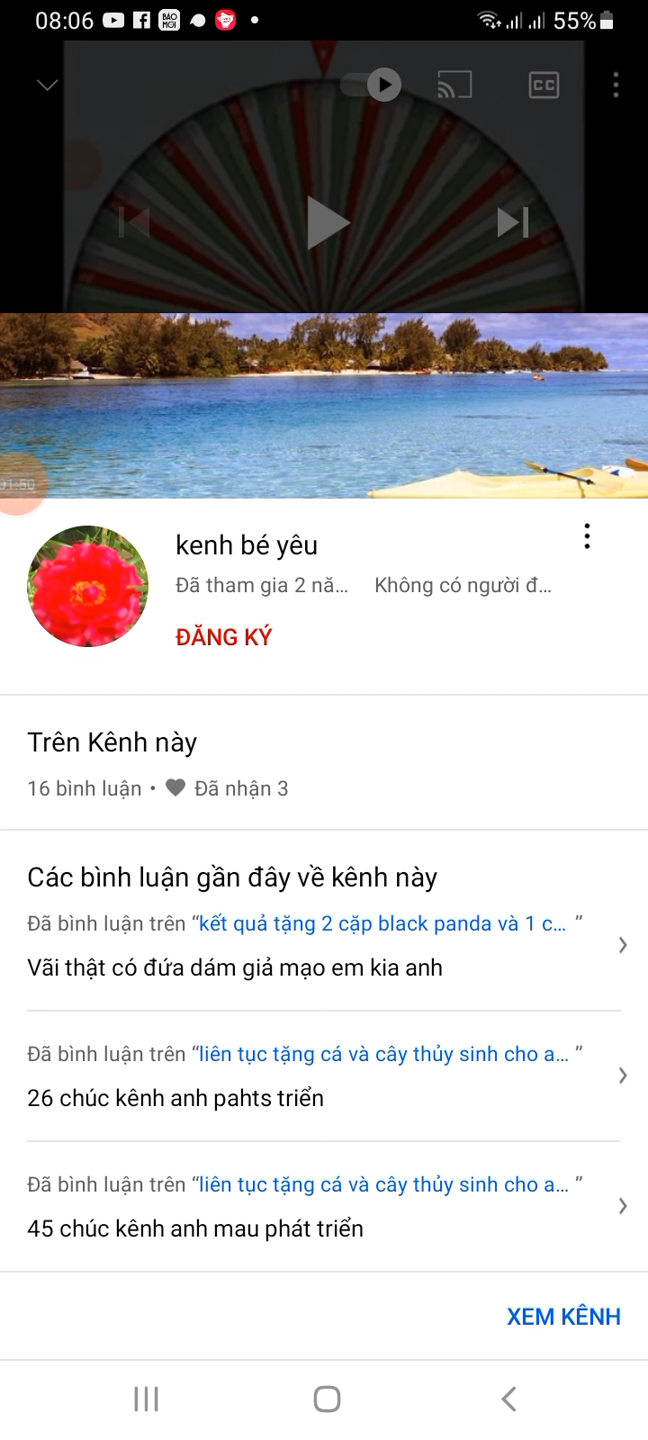 08:06 BÁO MỚI 55%
CC
91:50
kenh bé yêu
Đã tham gia 2 nă... Không có người đ...
ĐĂNG KÝ
Trên Kênh này
16 bình luận • Đã nhận 3
Các bình luận gần đây về kênh này
Đã bình luận trên “kết quả tặng 2 cặp black panda và 1 c... ”
Vãi thật có đứa dám giả mạo em kia anh
Đã bình luận trên “liên tục tặng cá và cây thủy sinh cho a... ”
26 chúc kênh anh pahts triển
Đã bình luận trên “liên tục tặng cá và cây thủy sinh cho a... ”
45 chúc kênh anh mau phát triển
XEM KÊNH